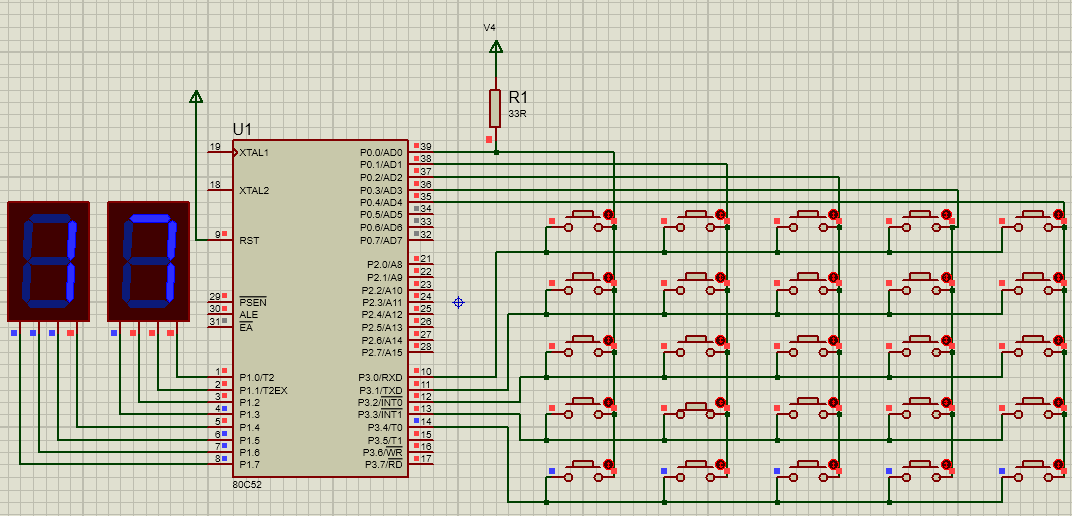 V4
R1
33R
U1
19 XTAL1
18 XTAL2
9 RST
29 PSEN
30 ALE
31 EA
1 P1.0/T2
2 P1.1/T2EX
3 P1.2
4 P1.3
5 P1.4
6 P1.5
7 P1.6
8 P1.7
P0.0/AD0 39
P0.1/AD1 38
P0.2/AD2 37
P0.3/AD3 36
P0.4/AD4 35
P0.5/AD5 34
P0.6/AD6 33
P0.7/AD7 32
P2.0/A8 21
P2.1/A9 22
P2.2/A10 23
P2.3/A11 24
P2.4/A12 25
P2.5/A13 26
P2.6/A14 27
P2.7/A15 28
P3.0/RXD 10
P3.1/TXD 11
P3.2/INT0 12
P3.3/INT1 13
P3.4/T0 14
P3.5/T1 15
P3.6/WR 16
P3.7/RD 17
80C52
17